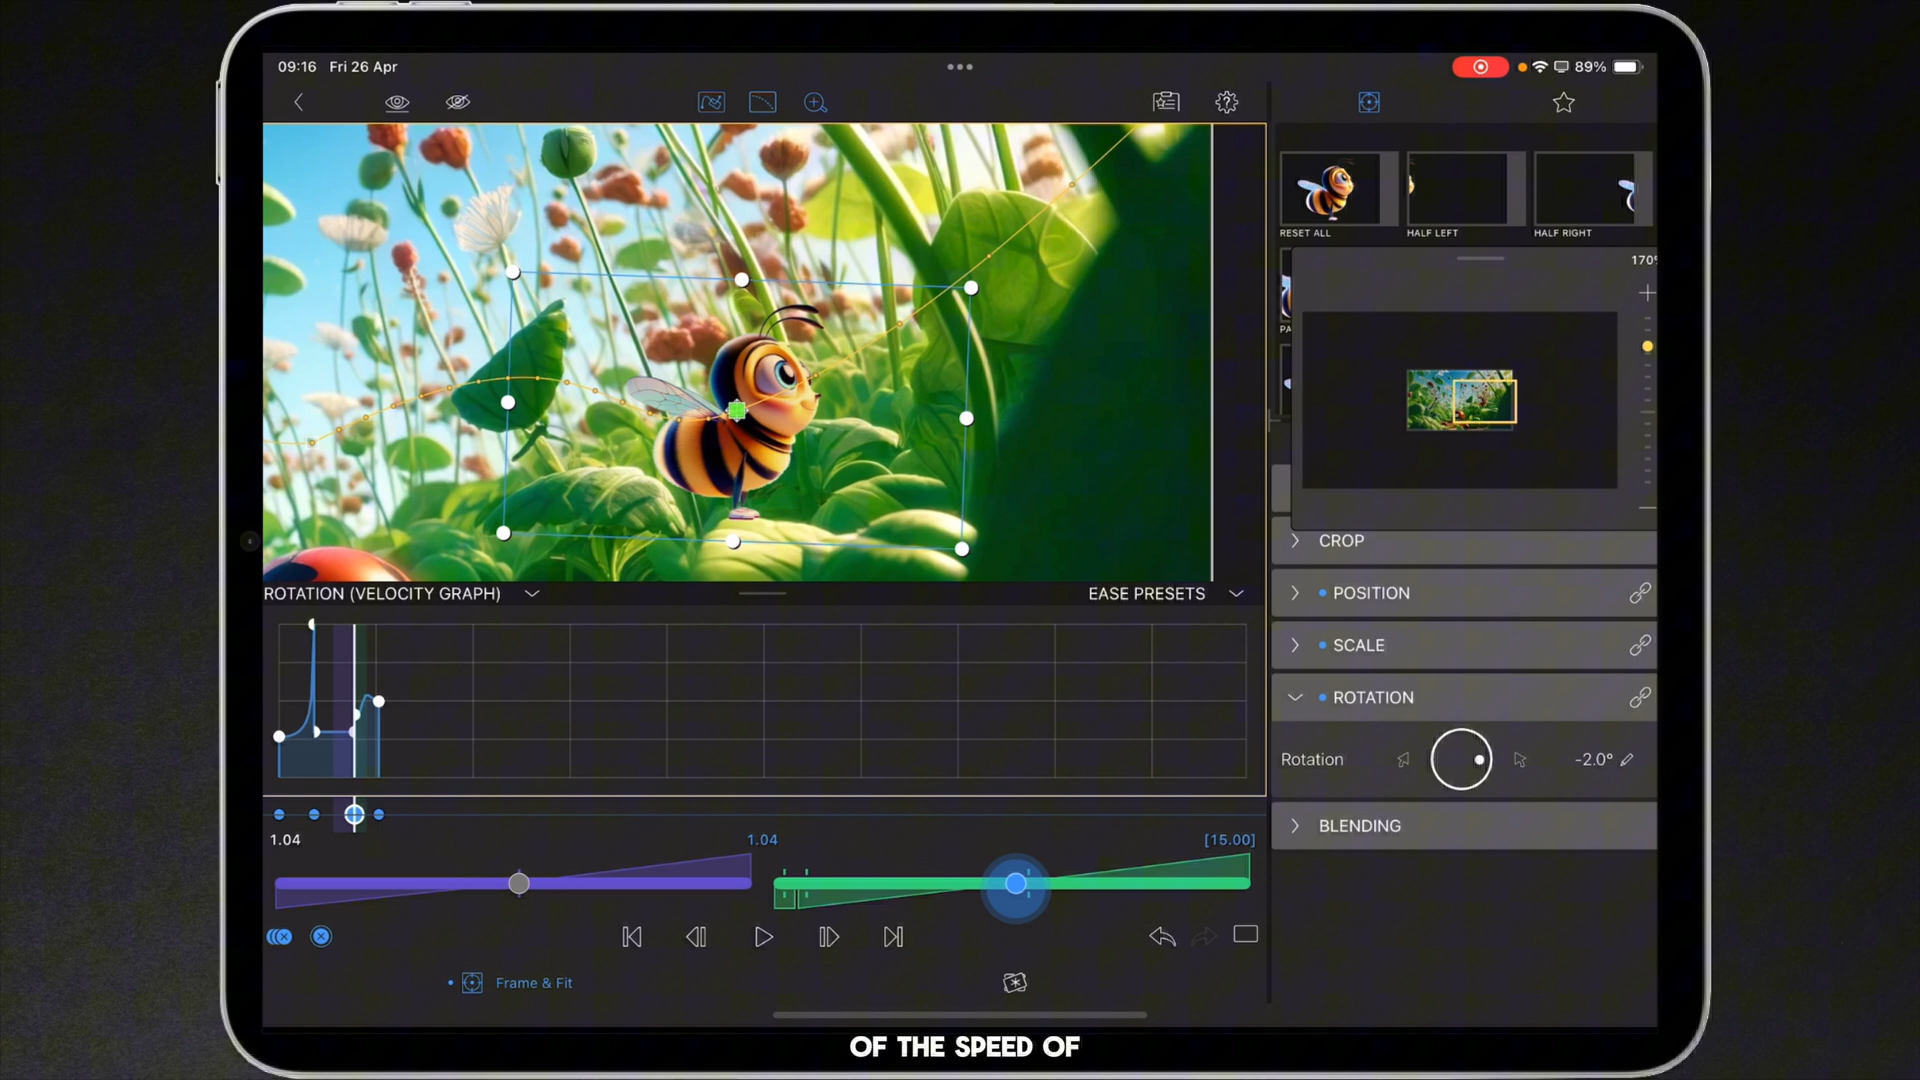 09:16 Fri 26 Apr
89%
RESET ALL
HALF LEFT
HALF RIGHT
170%
PA
CROP
ROTATION (VELOCITY GRAPH)
EASE PRESETS
POSITION
SCALE
ROTATION
Rotation
-2.0°
BLENDING
1.04
1.04
[15.00]
Frame & Fit
OF THE SPEED OF